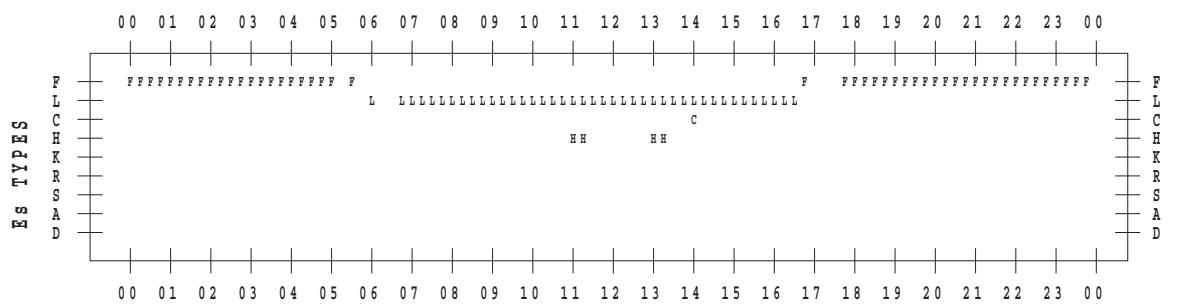 00 01 02 03 04 05 06 07 08 09 10 11 12 13 14 15 16 17 18 19 20 21 22 23 00
Es TYPES
F FFFFFFFFFFFFFFFFFFFFF F F FFFFFFFFFFFFFFFFFFFFFFFFF F
L L LLLLLLLLLLLLLLLLLLLLLLLLLLLLLLLLLLLLLLLL L
C C C
H HH HH H
K K
R R
S S
A A
D D
00 01 02 03 04 05 06 07 08 09 10 11 12 13 14 15 16 17 18 19 20 21 22 23 00